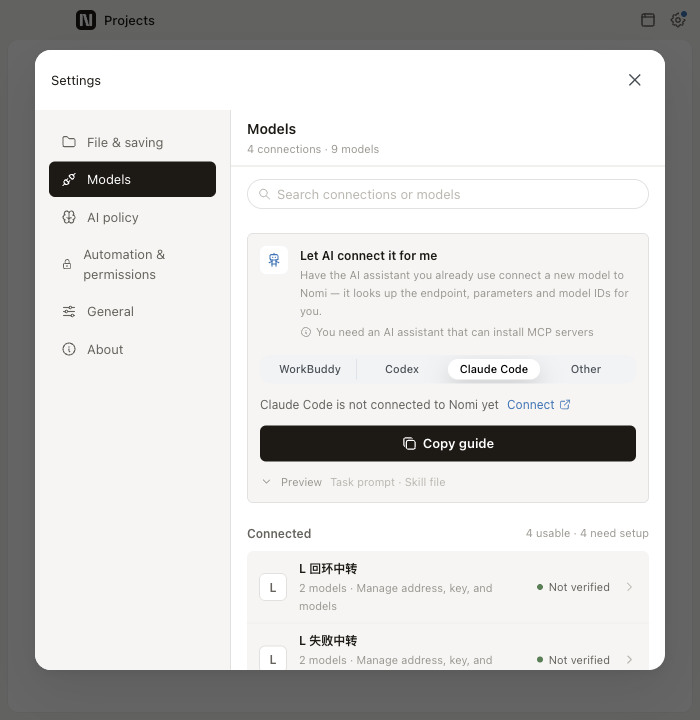 Projects
Settings
File & saving
Models
AI policy
Automation &
permissions
General
About
Models
4 connections · 9 models
Search connections or models
Let AI connect it for me
Have the AI assistant you already use connect a new model to
Nomi — it looks up the endpoint, parameters and model IDs for
you.
You need an AI assistant that can install MCP servers
WorkBuddy Codex Claude Code Other
Claude Code is not connected to Nomi yet Connect
Copy guide
Preview Task prompt · Skill file
Connected 4 usable · 4 need setup
L
L 回环中转
2 models · Manage address, key, and
models
Not verified
L
L 失败中转
2 models · Manage address, key, and
Not verified